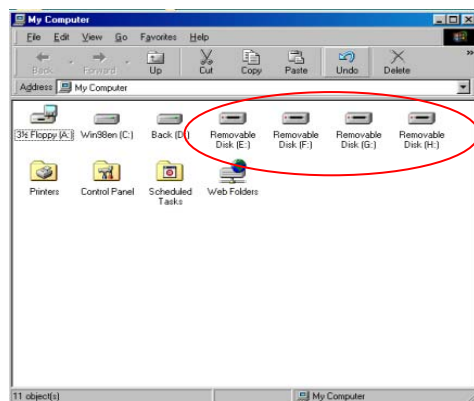 My Computer
File Edit View Go Favorites Help
Back Forward Up Cut Copy Paste Undo Delete »
Address My Computer
3½ Floppy (A:) Win98en (C:) Back (D:) Removable Disk (E:) Removable Disk (F:) Removable Disk (G:) Removable Disk (H:)
Printers Control Panel Scheduled Tasks Web Folders
11 object(s) My Computer